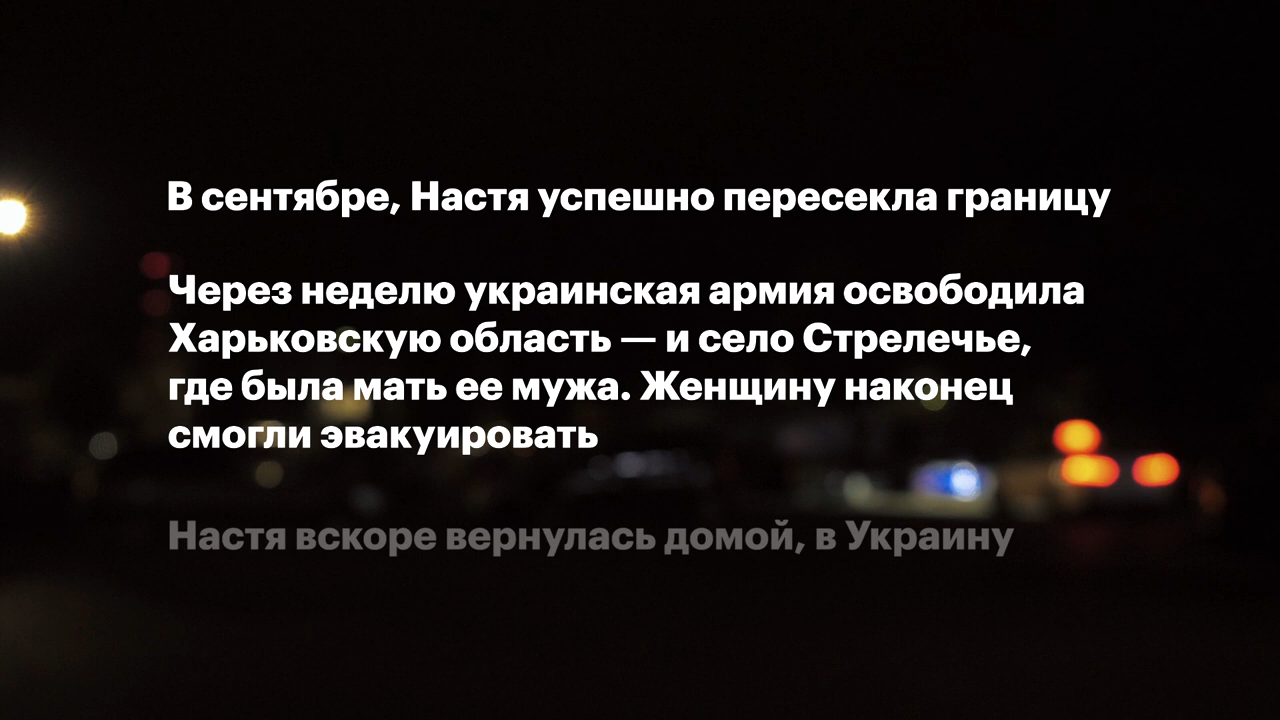 В сентябре, Настя успешно пересекла границу
Через неделю украинская армия освободила
Харьковскую область — и село Стрелечье,
где была мать ее мужа. Женщину наконец
смогли эвакуировать
Настя вскоре вернулась домой, в Украину